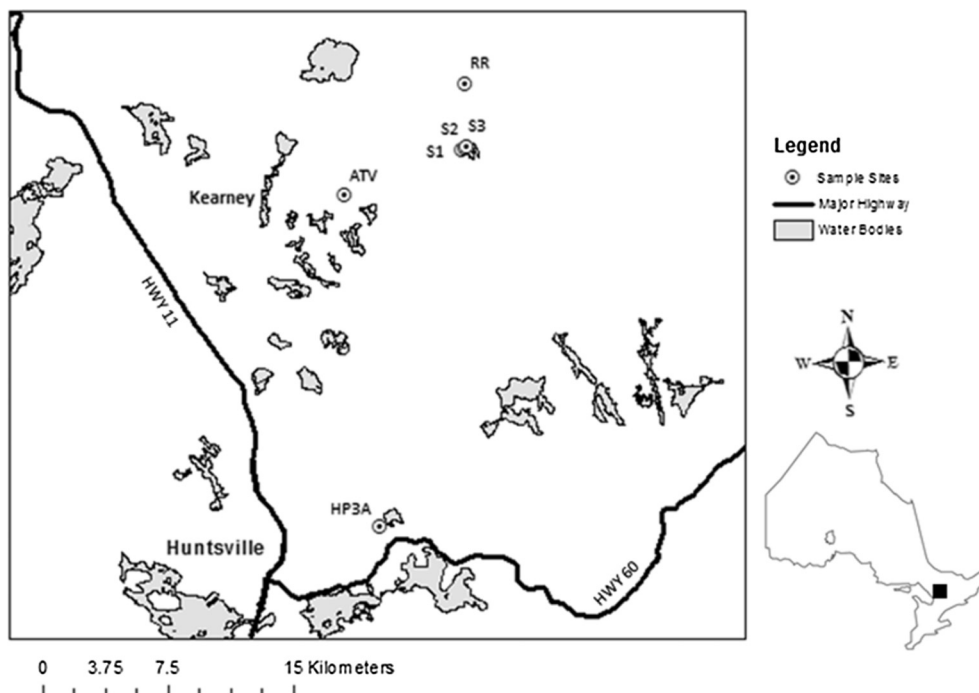 RR
S2 S3
S1
ATV
Kearney
HWY 11
HP3A
Huntsville
HWY 60
Legend
Sample Sites
Major Highway
Water Bodies
N
W E
S
0 3.75 7.5 15 Kilometers